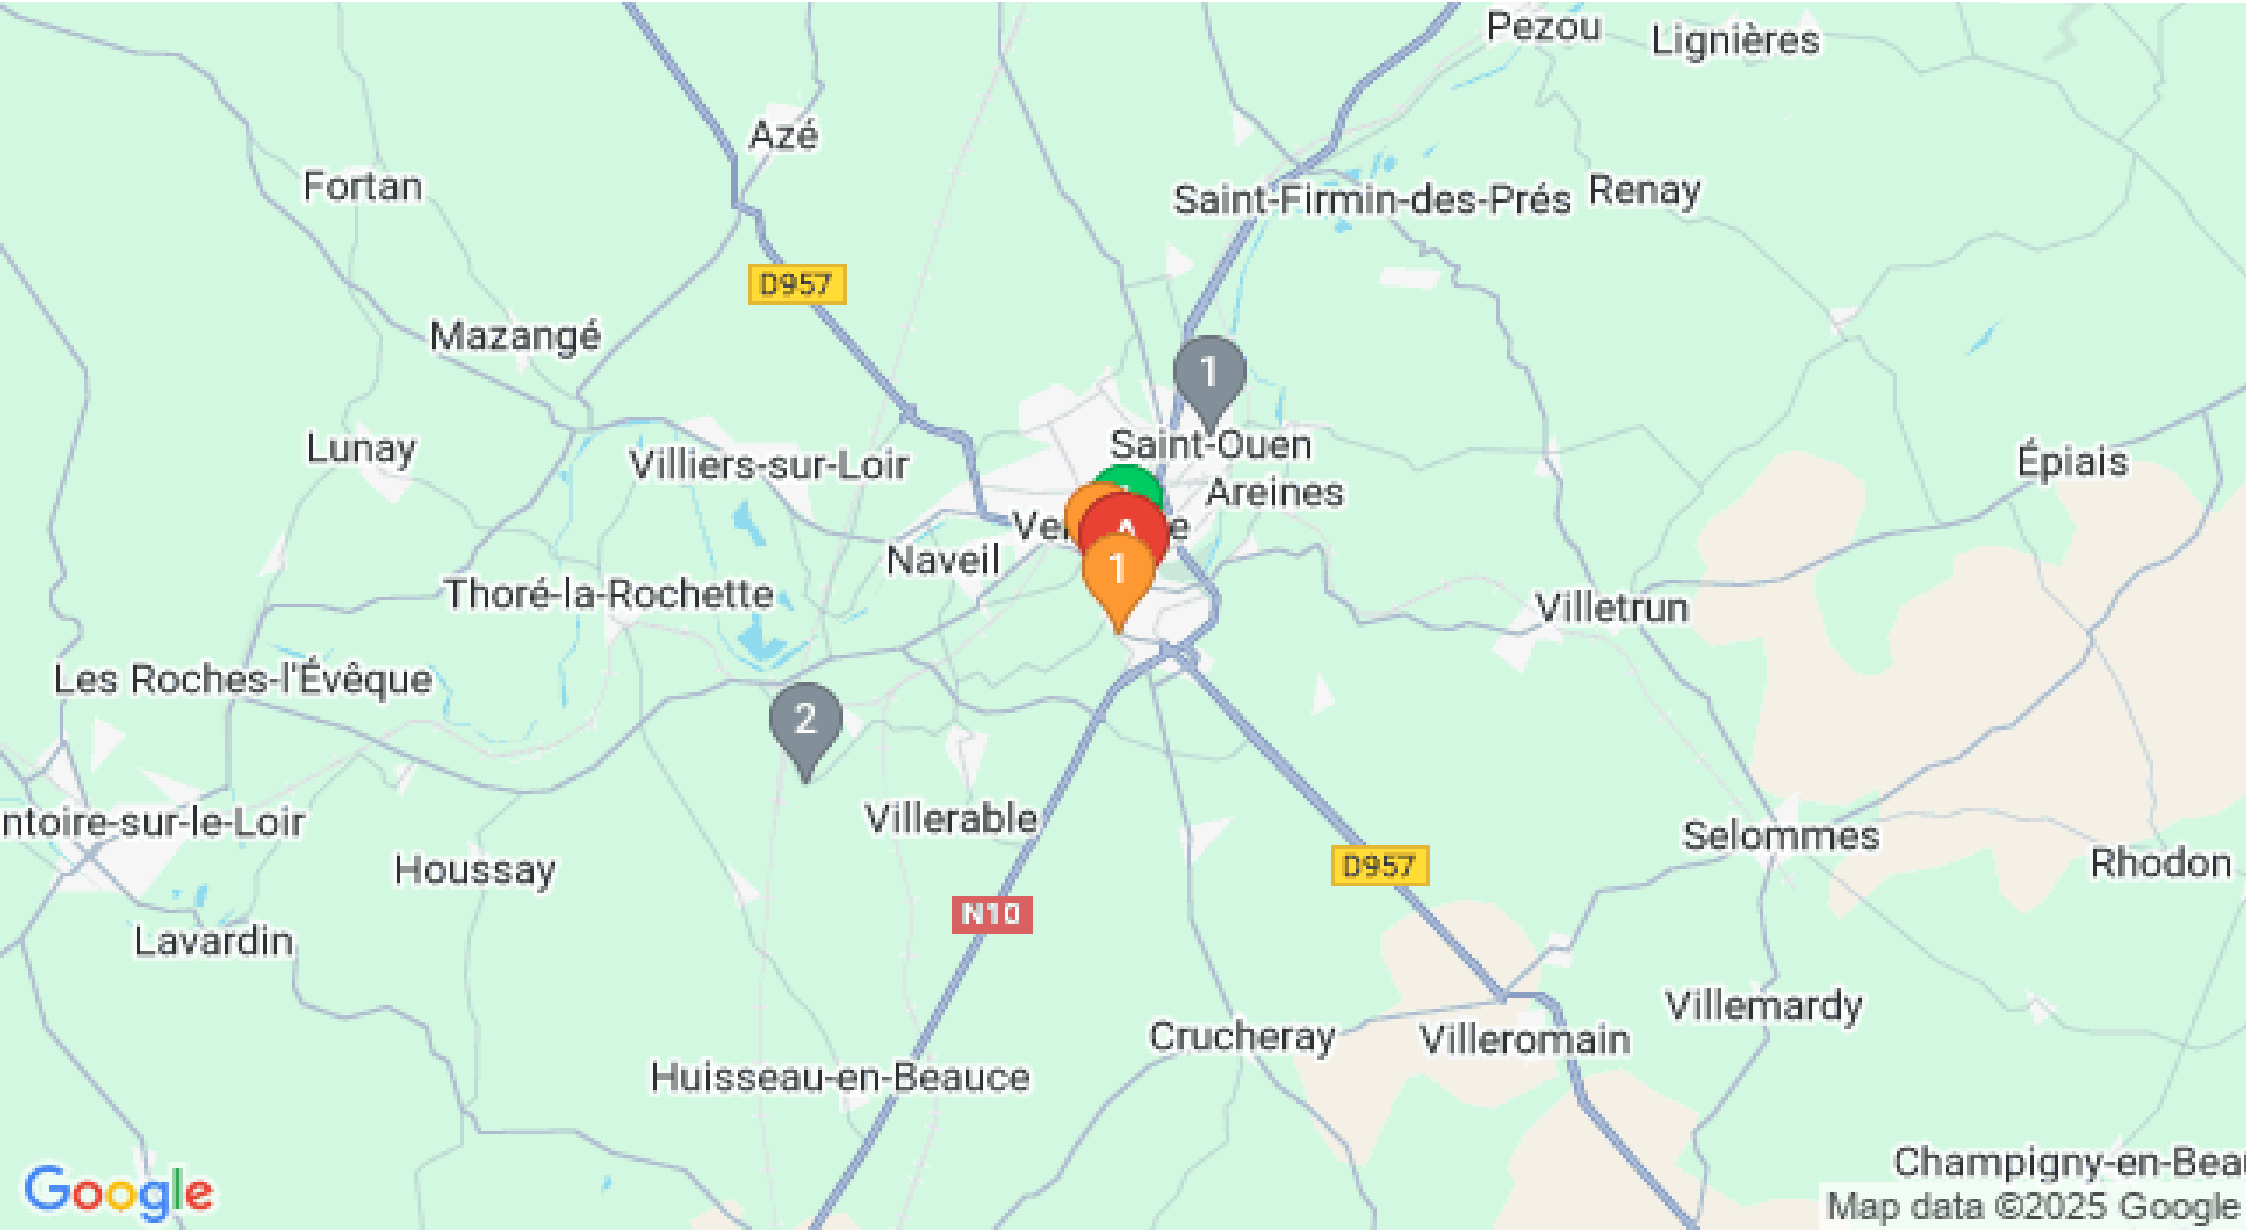 Pezou
Lignières
Azé
Fortan
Saint-Firmin-des-Prés
Renay
D957
Mazangé
1
Saint-Ouen
Lunay
Villiers-sur-Loir
Épiais
Areines
Naveil
1
Thoré-la-Rochette
Villetrun
Les Roches-l'Évêque
2
ntoire-sur-le-Loir
Villerable
Selommes
Houssay
D957
Rhodon
N10
Lavardin
Villemardy
Crucheray
Villeromain
Huisseau-en-Beauce
Champigny-en-Beau
Google
Map data ©2025 Google